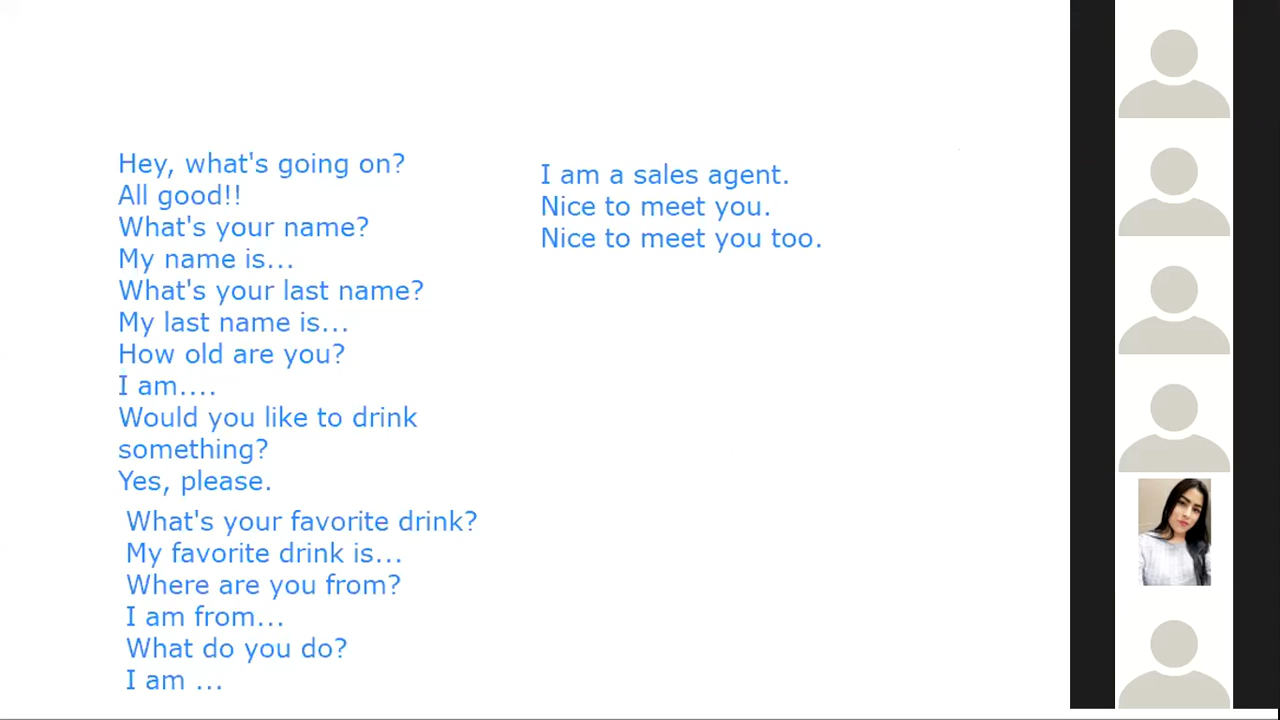 Hey, what's going on?
All good!!
What's your name?
My name is...
What's your last name?
My last name is...
How old are you?
I am....
Would you like to drink
something?
Yes, please.
What's your favorite drink?
My favorite drink is...
Where are you from?
I am from...
What do you do?
I am ...
I am a sales agent.
Nice to meet you.
Nice to meet you too.